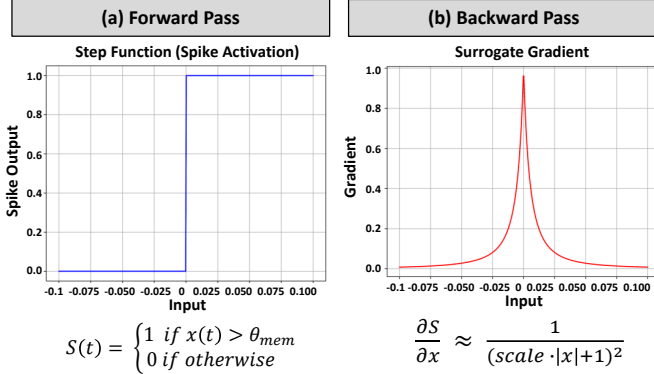 (a) Forward Pass
Step Function (Spike Activation)
Spike Output
1.0
0.8
0.6
0.4
0.2
0.0
-0.1 -0.075 -0.050 -0.025 0 0.025 0.050 0.075 0.100
Input
S(t) = {1 if x(t) > θ_mem
0 if otherwise
(b) Backward Pass
Surrogate Gradient
Gradient
1.0
0.8
0.6
0.4
0.2
0.0
-0.1 -0.075 -0.050 -0.025 0 0.025 0.050 0.075 0.100
Input
∂S/∂x ≈ 1/(scale ·|x|+1)²